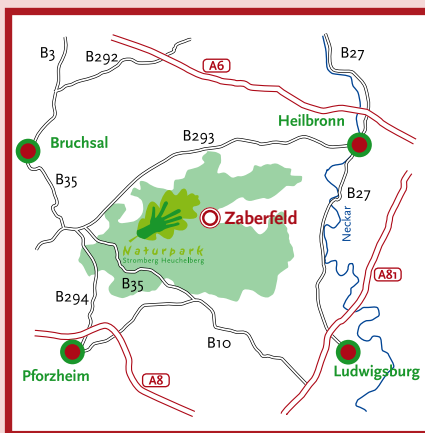 B3
B292
B27
A6
Heilbronn
Bruchsal
B293
B35
B27
Zaberfeld
Neckar
Naturpark
Stromberg Heuchelberg
A81
B294
B35
B10
Pforzheim
A8
Ludwigsburg